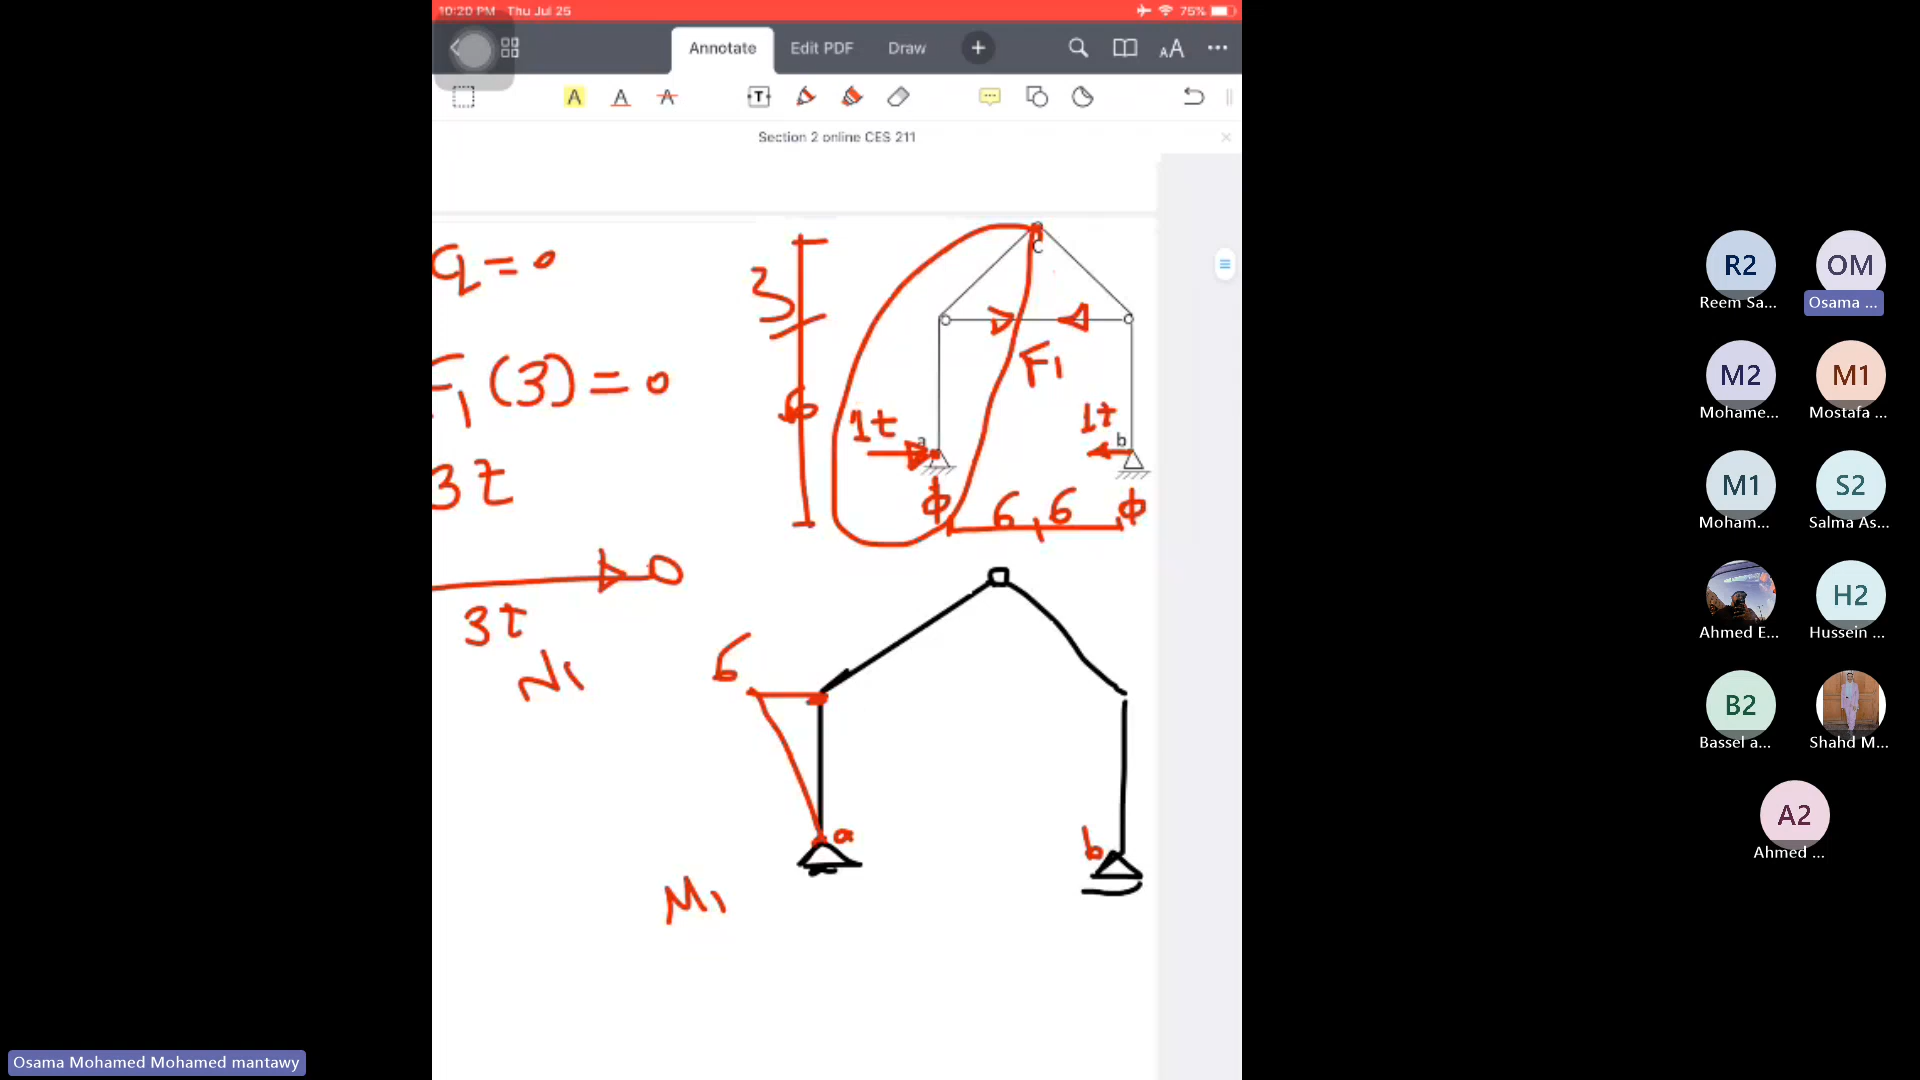 10:20 PM Thu Jul 25
75%
Annotate
Edit PDF
Draw
AA
A A A
T
Section 2 online CES 211
= 0
3
C
F1
(3) = 0
6
1t
1t
a
b
3t
ϕ 6 6 ϕ
3t
N1
6
a
b
M1
R2
Reem Sa...
OM
Osama ...
M2
Mohame...
M1
Mostafa ...
M1
Moham...
S2
Salma As...
Ahmed E...
H2
Hussein ...
B2
Bassel a...
Shahd M...
A2
Ahmed ...
Osama Mohamed Mohamed mantawy